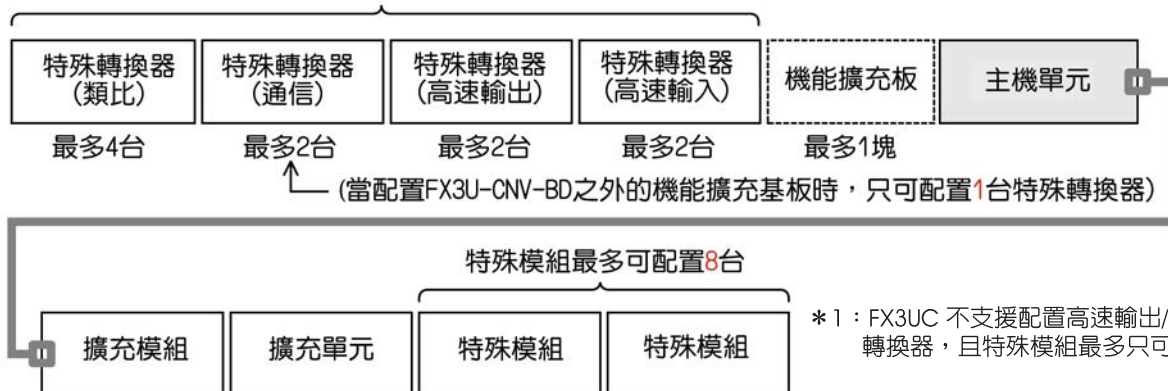 特殊轉換器
(類比)
特殊轉換器
(通信)
特殊轉換器
(高速輸出)
特殊轉換器
(高速輸入)
機能擴充板
主機單元
最多4台
最多2台
最多2台
最多2台
最多1塊
(當配置FX3U-CNV-BD之外的機能擴充基板時，只可配置1台特殊轉換器)
特殊模組最多可配置8台
擴充模組
擴充單元
特殊模組
特殊模組
＊1：FX3UC 不支援配置高速輸出/
轉換器，且特殊模組最多只可